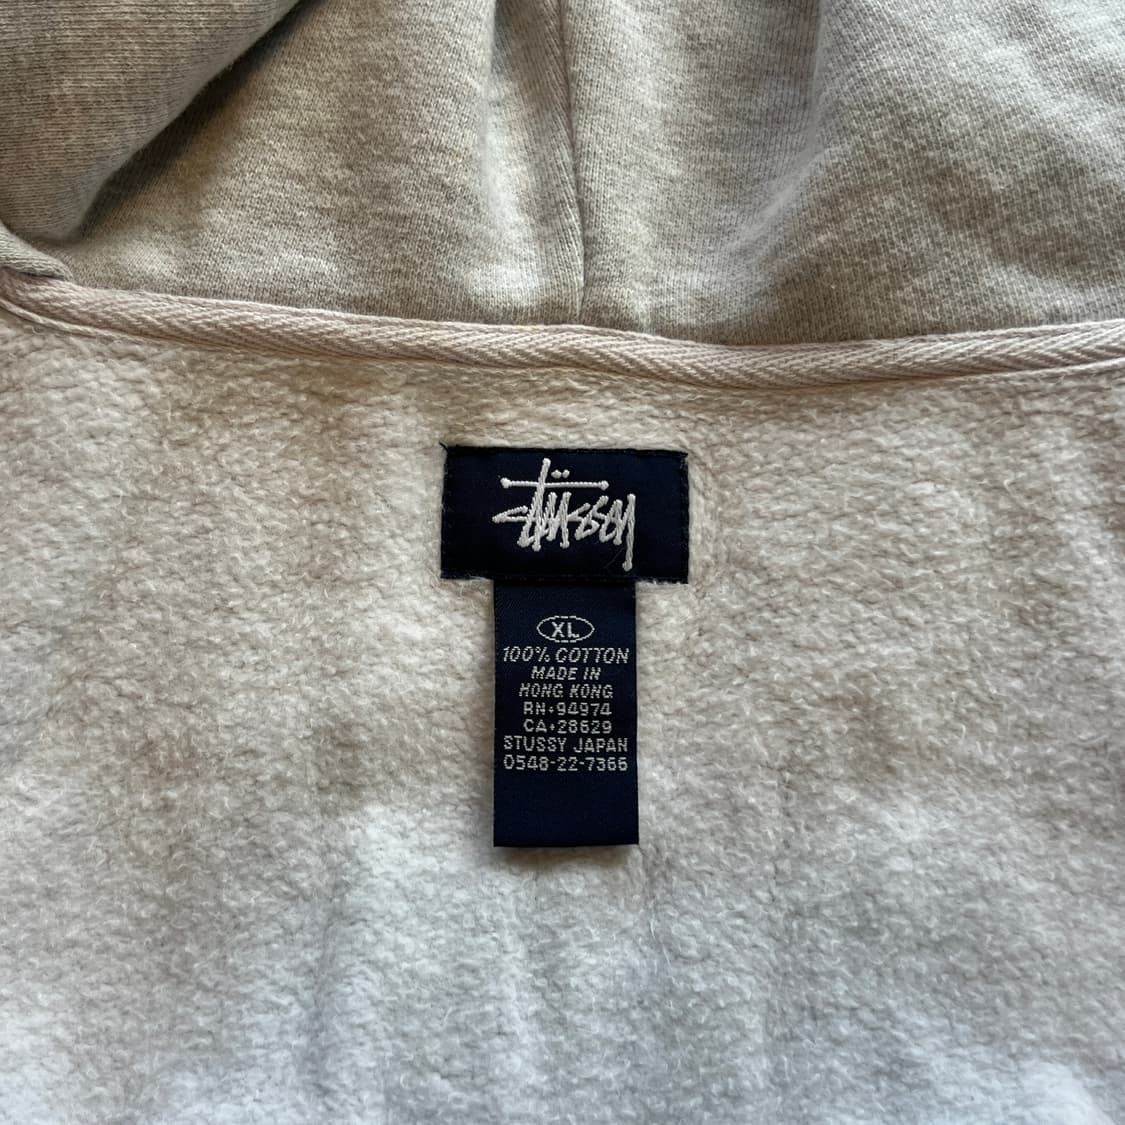 Stüssy
XL
100% COTTON
MADE IN
HONG KONG
RN•94974
CA•28629
STUSSY JAPAN
0548-22-7366